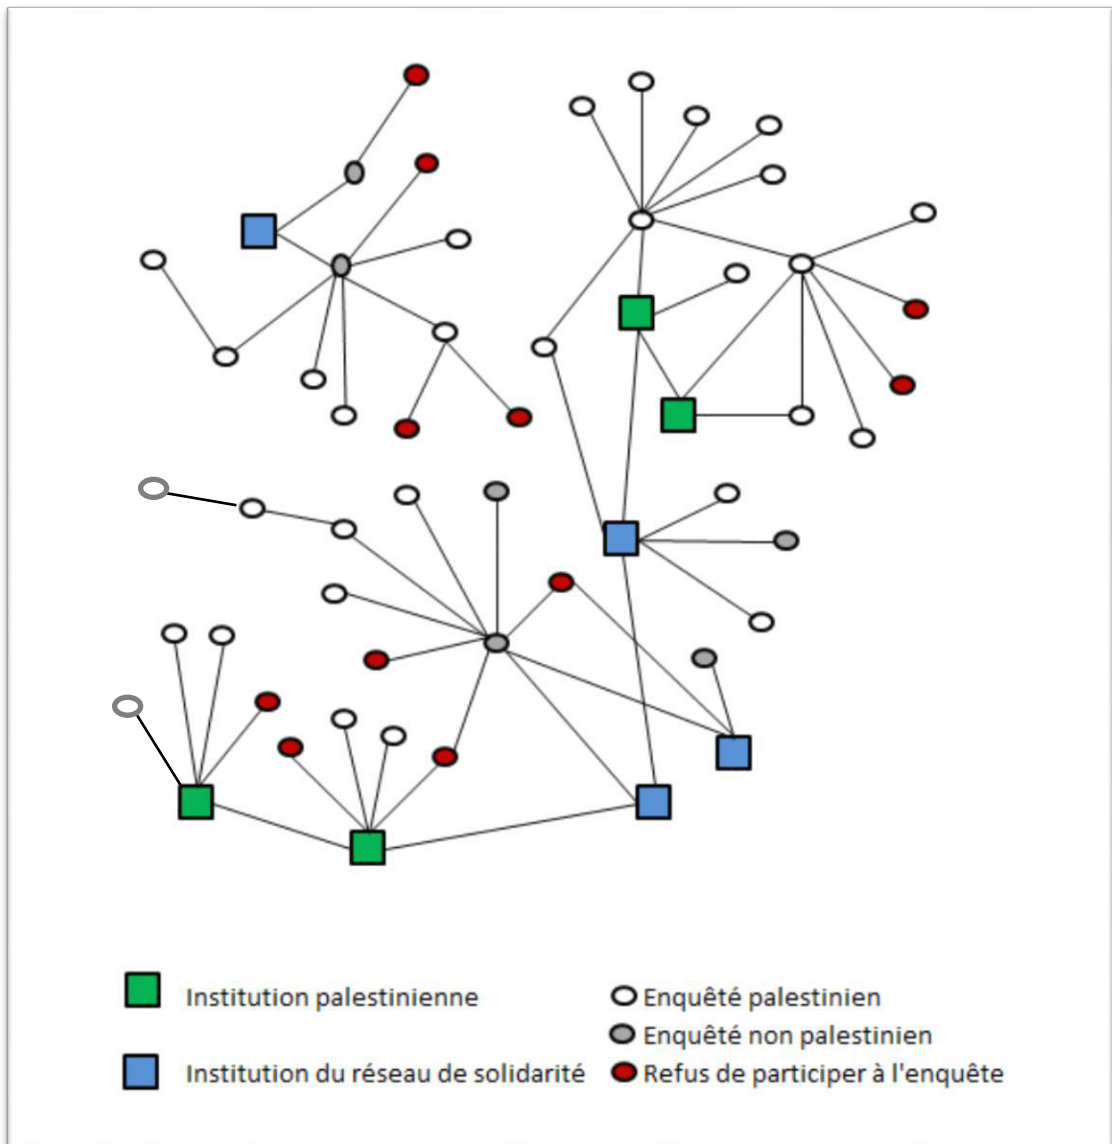 Institution palestinienne
Institution du réseau de solidarité
Enquêté palestinien
Enquêté non palestinien
Refus de participer à l'enquête